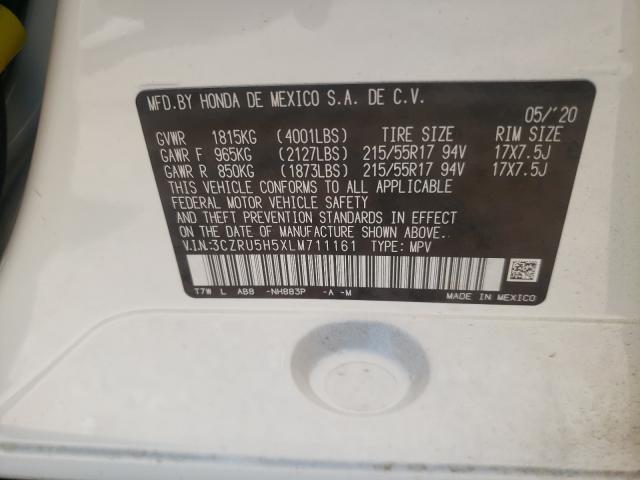 MFD.BY HONDA DE MEXICO S.A. DE C.V.
05/'20
GVWR 1815KG (4001LBS) TIRE SIZE RIM SIZE
GAWR F 965KG (2127LBS) 215/55R17 94V 17X7.5J
GAWR R 850KG (1873LBS) 215/55R17 94V 17X7.5J
THIS VEHICLE CONFORMS TO ALL APPLICABLE
FEDERAL MOTOR VEHICLE SAFETY
AND THEFT PREVENTION STANDARDS IN EFFECT
ON THE DATE OF MANUFACTURE SHOWN ABOVE.
V.I.N:3CZRU5H5XLM711161 TYPE: MPV
T7W L AB8 -NH883P -A -M
MADE IN MEXICO